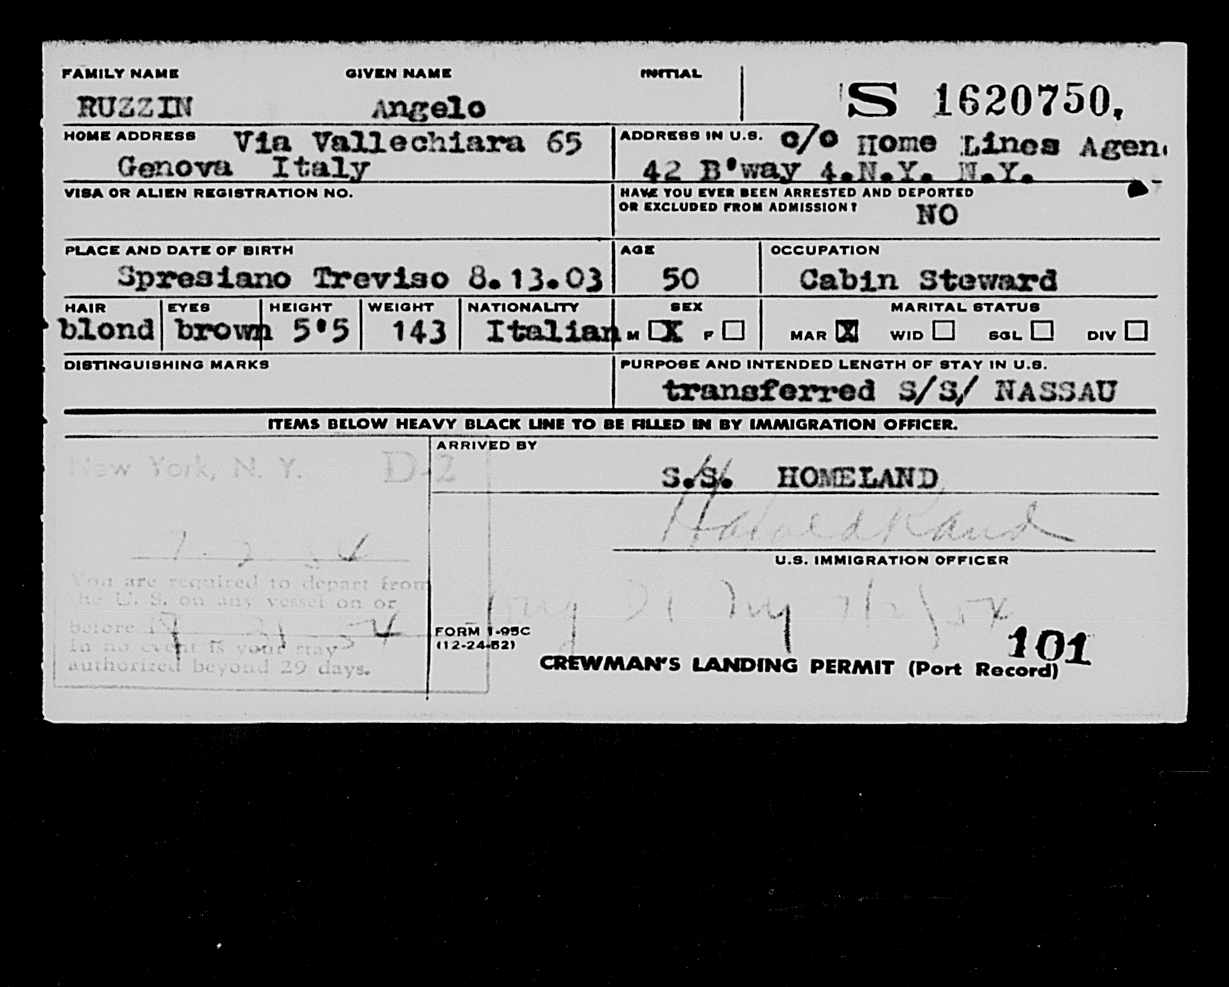 FAMILY NAME GIVEN NAME INITIAL
RUZZIN Angelo S 1620750.
HOME ADDRESS Via Vallechiara 65 ADDRESS IN U.S. c/o Home Lines Agen
Genova Italy 42 B'way 4.N.Y. N.Y.
VISA OR ALIEN REGISTRATION NO. HAVE YOU EVER BEEN ARRESTED AND DEPORTED
OR EXCLUDED FROM ADMISSION? NO
PLACE AND DATE OF BIRTH AGE OCCUPATION
Spresiano Treviso 8.13.03 50 Cabin Steward
HAIR EYES HEIGHT WEIGHT NATIONALITY SEX MARITAL STATUS
blond brown 5'5 143 Italian M X F MAR X WID SGL DIV
DISTINGUISHING MARKS PURPOSE AND INTENDED LENGTH OF STAY IN U.S.
transferred S/S/ NASSAU
ITEMS BELOW HEAVY BLACK LINE TO BE FILLED IN BY IMMIGRATION OFFICER.
ARRIVED BY
New York, N. Y. D-2 S.S. HOMELAND
Harold Rand
U.S. IMMIGRATION OFFICER
You are required to depart from
the U. S. on any vessel on or
before
In no event is your stay
authorized beyond 29 days.
FORM I-95C
(12-24-52)
101
CREWMAN'S LANDING PERMIT (Port Record)